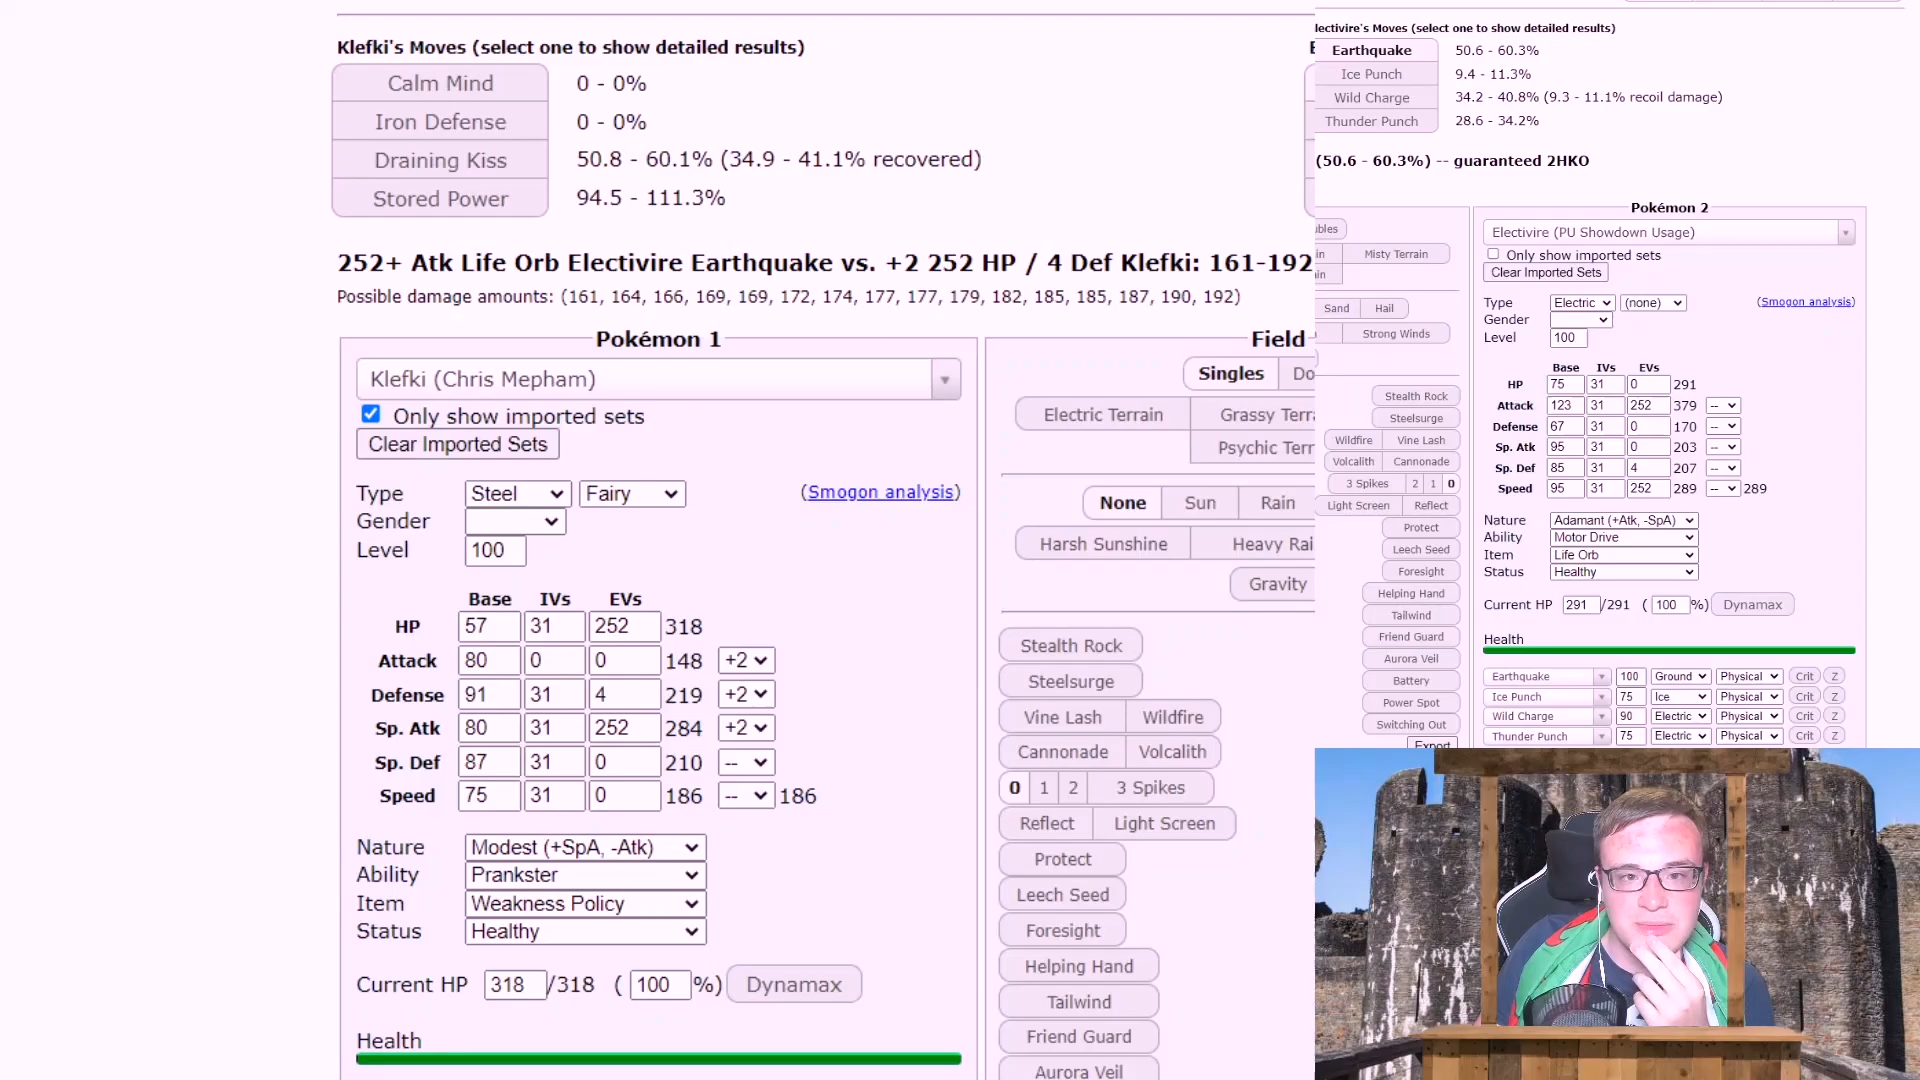 Klefki's Moves (select one to show detailed results)
Calm Mind 0 - 0%
Iron Defense 0 - 0%
Draining Kiss 50.8 - 60.1% (34.9 - 41.1% recovered)
Stored Power 94.5 - 111.3%
252+ Atk Life Orb Electivire Earthquake vs. +2 252 HP / 4 Def Klefki: 161-192
Possible damage amounts: (161, 164, 166, 169, 169, 172, 174, 177, 177, 179, 182, 185, 185, 187, 190, 192)
Pokémon 1
Klefki (Chris Mepham)
Only show imported sets
Clear Imported Sets
Type Steel Fairy (Smogon analysis)
Gender
Level 100
Base IVs EVs
HP 57 31 252 318
Attack 80 0 0 148 +2
Defense 91 31 4 219 +2
Sp. Atk 80 31 252 284 +2
Sp. Def 87 31 0 210 --
Speed 75 31 0 186 -- 186
Nature Modest (+SpA, -Atk)
Ability Prankster
Item Weakness Policy
Status Healthy
Current HP 318/318 (100%) Dynamax
Health
Field
Singles Do
Electric Terrain Grassy Terra
Psychic Terr
None Sun Rain
Harsh Sunshine Heavy Rai
Gravity
Stealth Rock
Steelsurge
Vine Lash Wildfire
Cannonade Volcalith
0 1 2 3 Spikes
Reflect Light Screen
Protect
Leech Seed
Foresight
Helping Hand
Tailwind
Friend Guard
Aurora Veil
lectivire's Moves (select one to show detailed results)
Earthquake 50.6 - 60.3%
Ice Punch 9.4 - 11.3%
Wild Charge 34.2 - 40.8% (9.3 - 11.1% recoil damage)
Thunder Punch 28.6 - 34.2%
(50.6 - 60.3%) -- guaranteed 2HKO
ubles
in Misty Terrain
in
Sand Hail
Strong Winds
Stealth Rock
Steelsurge
Wildfire Vine Lash
Volcalith Cannonade
3 Spikes 2 1 0
Light Screen Reflect
Protect
Leech Seed
Foresight
Helping Hand
Tailwind
Friend Guard
Aurora Veil
Battery
Power Spot
Switching Out
Export
Pokémon 2
Electivire (PU Showdown Usage)
Only show imported sets
Clear Imported Sets
Type Electric (none) (Smogon analysis)
Gender
Level 100
Base IVs EVs
HP 75 31 0 291
Attack 123 31 252 379 --
Defense 67 31 0 170 --
Sp. Atk 95 31 0 203 --
Sp. Def 85 31 4 207 --
Speed 95 31 252 289 -- 289
Nature Adamant (+Atk, -SpA)
Ability Motor Drive
Item Life Orb
Status Healthy
Current HP 291/291 (100%) Dynamax
Health
Earthquake 100 Ground Physical Crit Z
Ice Punch 75 Ice Physical Crit Z
Wild Charge 90 Electric Physical Crit Z
Thunder Punch 75 Electric Physical Crit Z